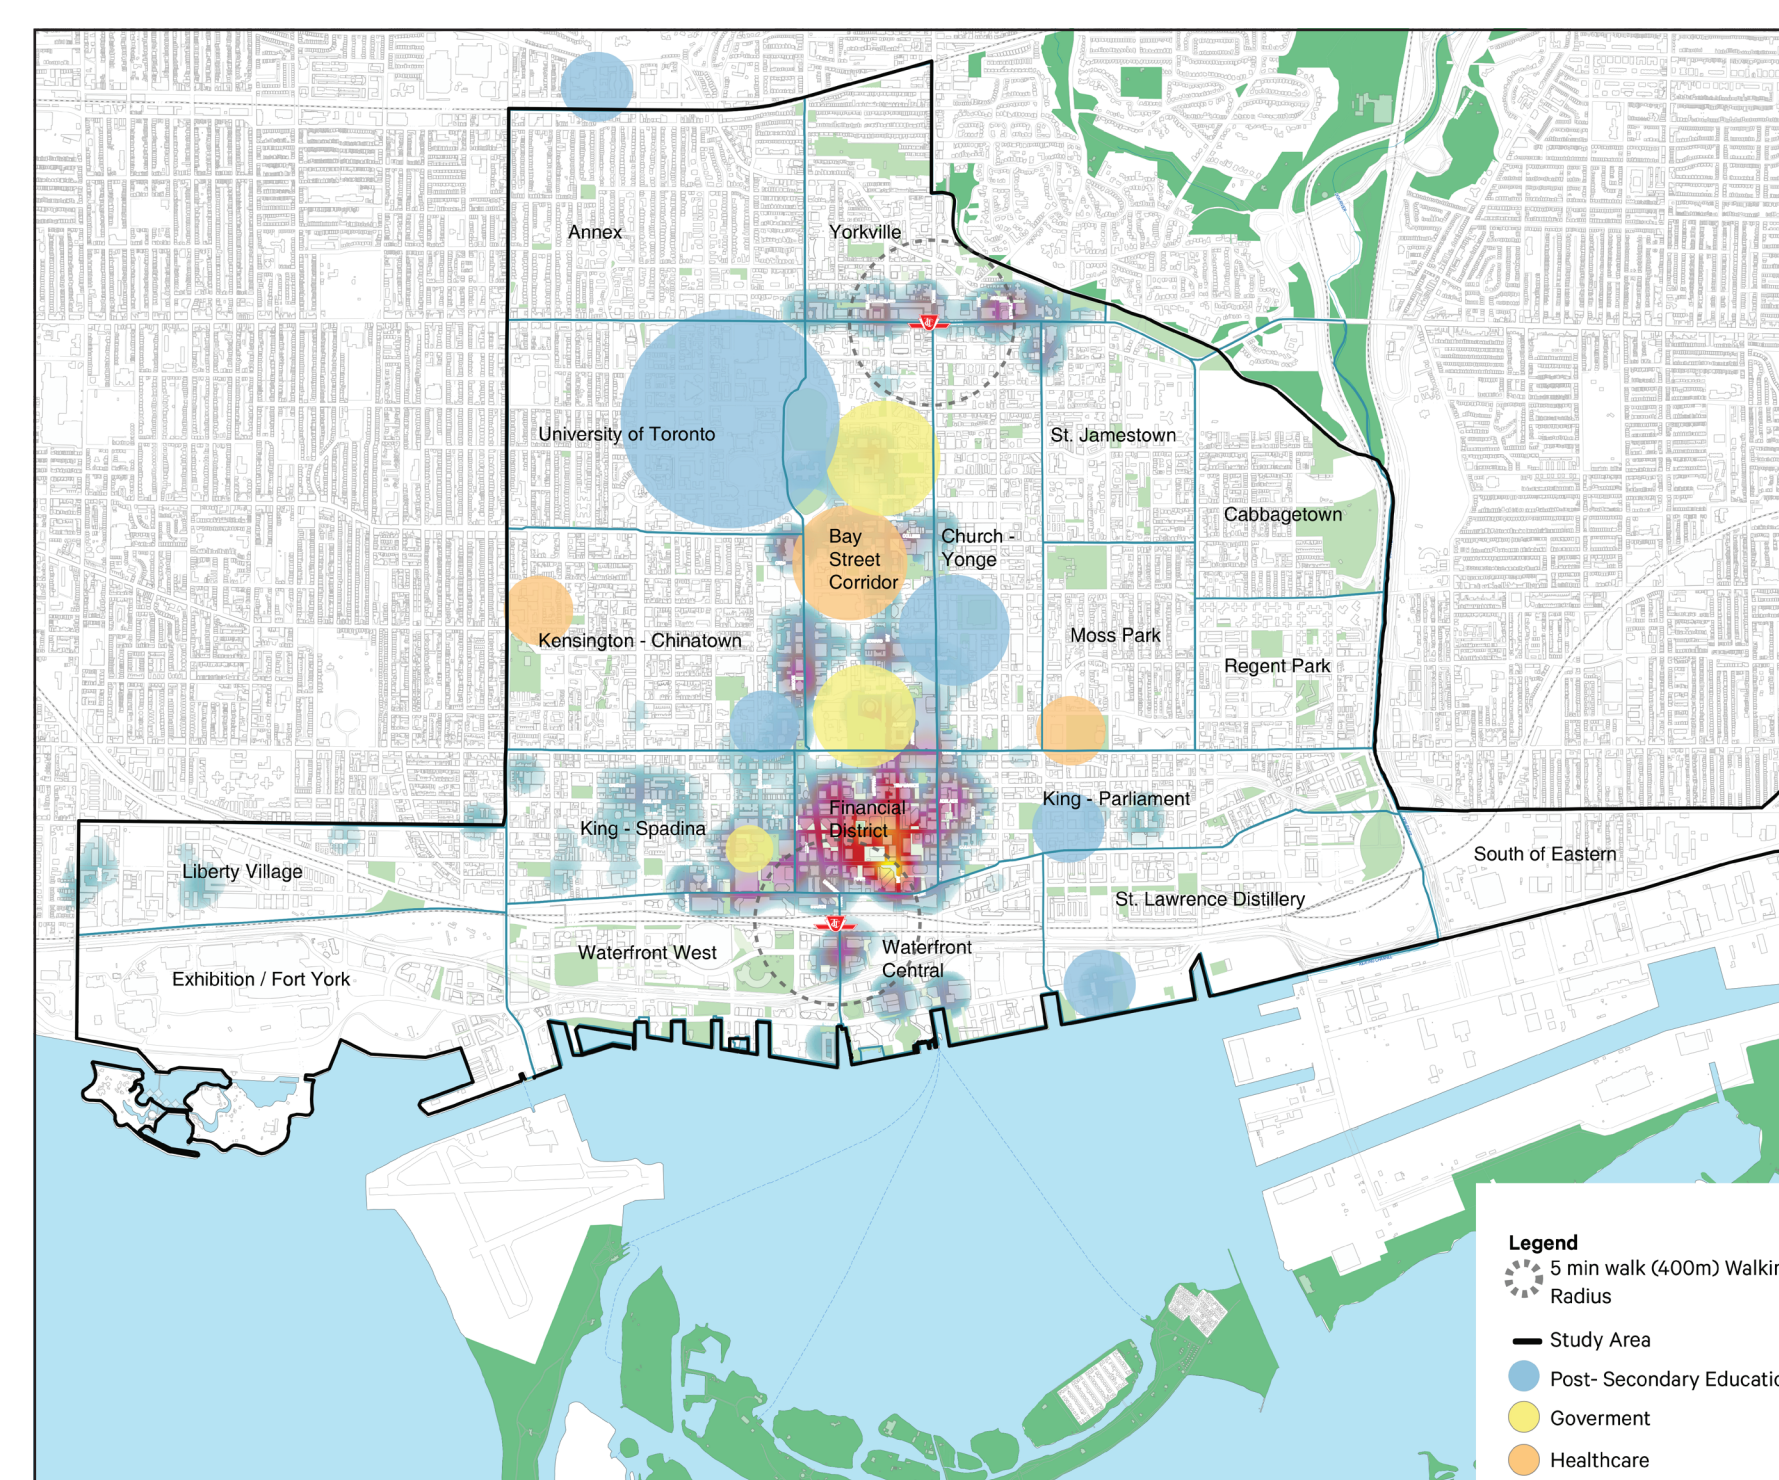 Annex
Yorkville
University of Toronto
St. Jamestown
Cabbagetown
Bay
Street
Corridor
Church -
Yonge
Kensington - Chinatown
Moss Park
Regent Park
Financial
District
King - Parliament
King - Spadina
Liberty Village
South of Eastern
St. Lawrence Distillery
Waterfront West
Waterfront
Central
Exhibition / Fort York
Legend
5 min walk (400m) Walkin
Radius
Study Area
Post- Secondary Educatio
Goverment
Healthcare